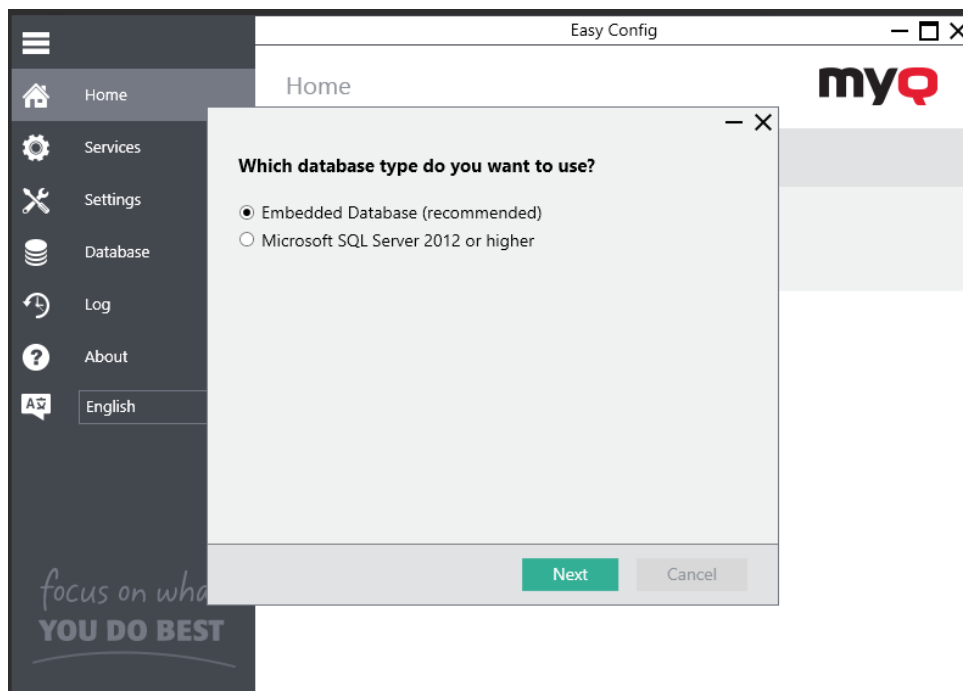 Easy Config
Home
myQ
Home
Services
Settings
Database
Log
About
English
Which database type do you want to use?
Embedded Database (recommended)
Microsoft SQL Server 2012 or higher
Next
Cancel
focus on wha
YOU DO BEST